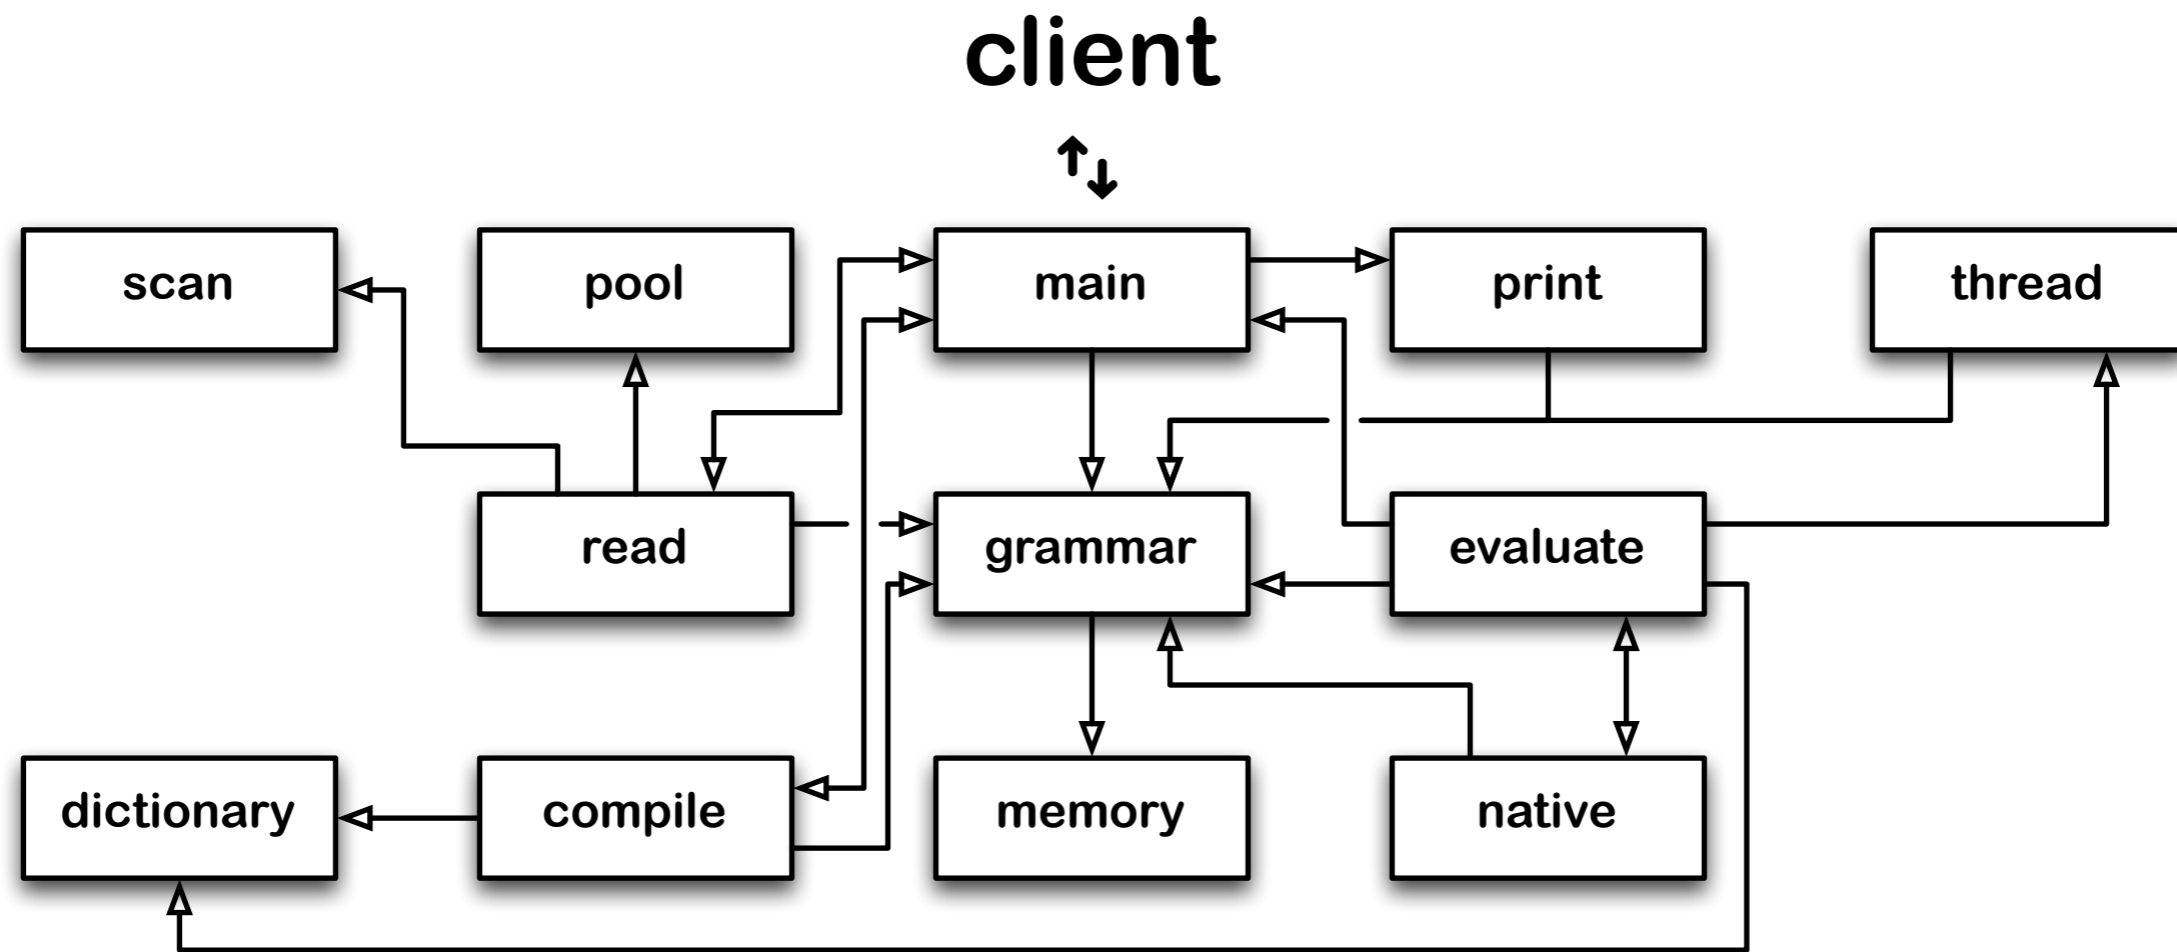 client
scan
pool
main
print
thread
read
grammar
evaluate
dictionary
compile
memory
native